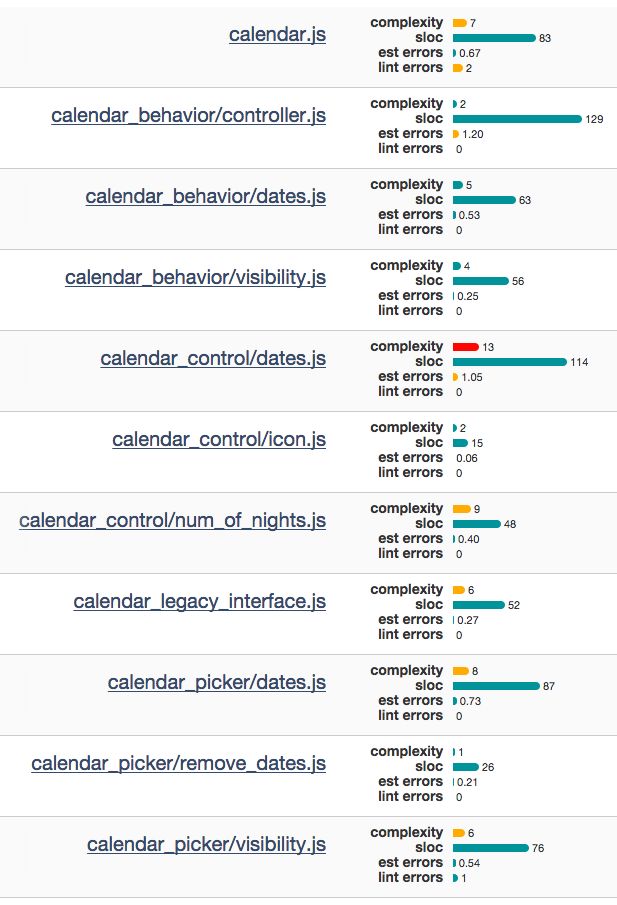 calendar.js
complexity 7
sloc 83
est errors 0.67
lint errors 2
calendar_behavior/controller.js
complexity 2
sloc 129
est errors 1.20
lint errors 0
calendar_behavior/dates.js
complexity 5
sloc 63
est errors 0.53
lint errors 0
calendar_behavior/visibility.js
complexity 4
sloc 56
est errors 0.25
lint errors 0
calendar_control/dates.js
complexity 13
sloc 114
est errors 1.05
lint errors 0
calendar_control/icon.js
complexity 2
sloc 15
est errors 0.06
lint errors 0
calendar_control/num_of_nights.js
complexity 9
sloc 48
est errors 0.40
lint errors 0
calendar_legacy_interface.js
complexity 6
sloc 52
est errors 0.27
lint errors 0
calendar_picker/dates.js
complexity 8
sloc 87
est errors 0.73
lint errors 0
calendar_picker/remove_dates.js
complexity 1
sloc 26
est errors 0.21
lint errors 0
calendar_picker/visibility.js
complexity 6
sloc 76
est errors 0.54
lint errors 1